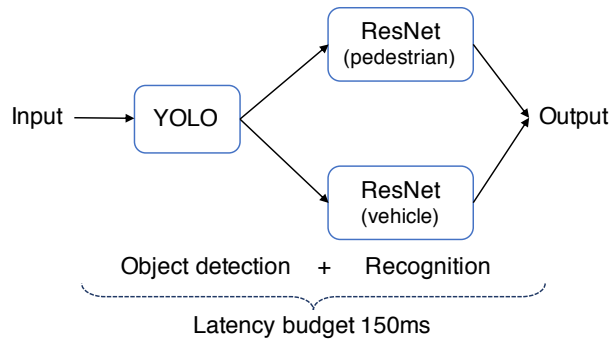 Input
YOLO
ResNet
(pedestrian)
ResNet
(vehicle)
Output
Object detection + Recognition
Latency budget 150ms